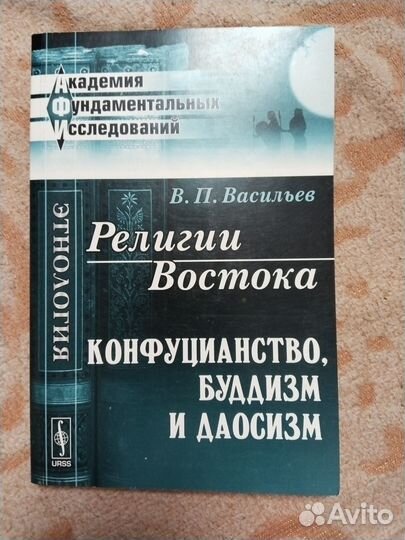 Академия
Фундаментальных
Исследований
В. П. Васильев
Религии
Востока
КОНФУЦИАНСТВО,
БУДДИЗМ
И ДАОСИЗМ
ЭТНОЛОГИЯ
URSS
Avito